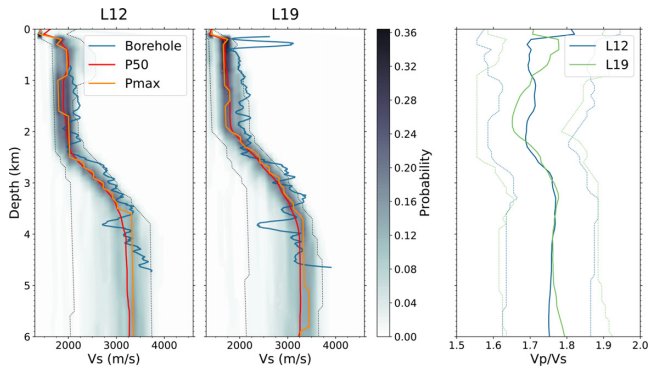 L12
L19
0
1
2
3
4
5
6
Depth (km)
Borehole
P50
Pmax
Borehole
P50
Pmax
2000
3000
4000
Vs (m/s)
2000
3000
4000
Vs (m/s)
0.36
0.32
0.28
0.24
0.20
0.16
0.12
0.08
0.04
0.00
Probability
L12
L19
1.5
1.6
1.7
1.8
1.9
2.0
Vp/Vs